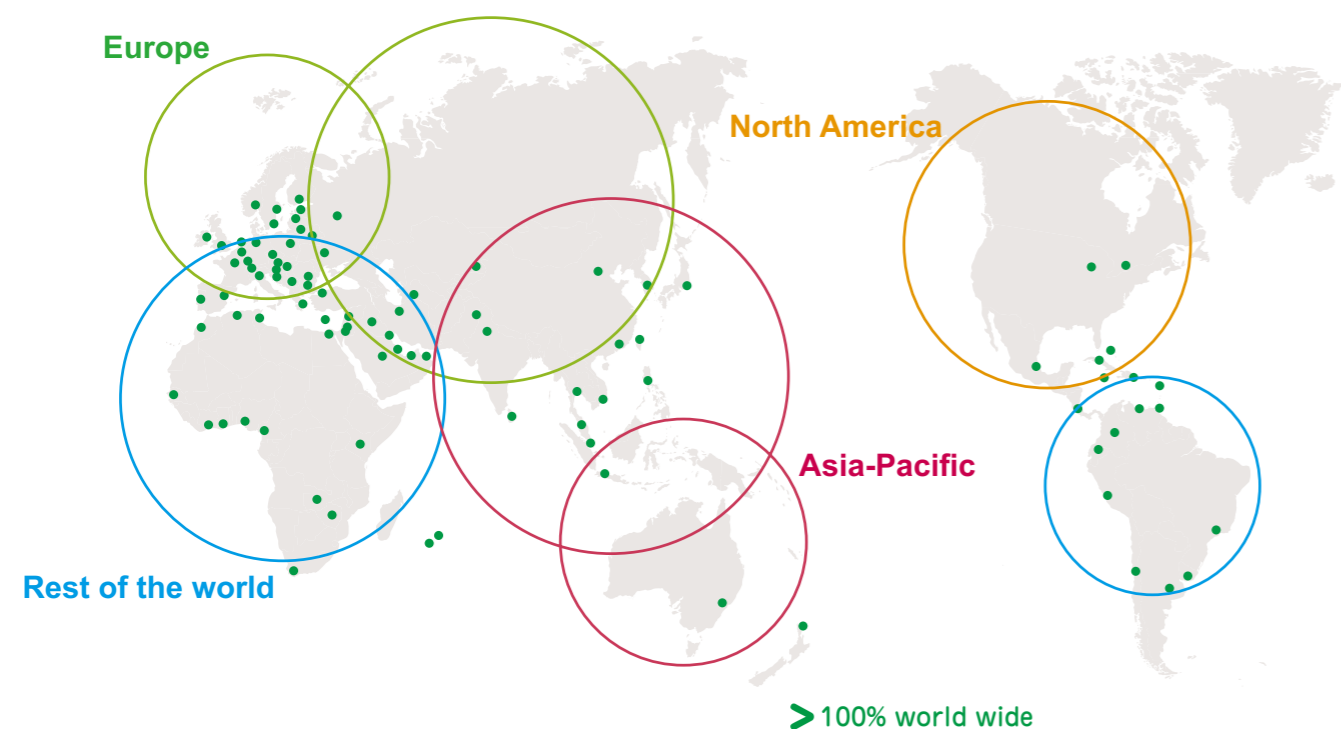 Europe
North America
Asia-Pacific
Rest of the world
> 100% world wide